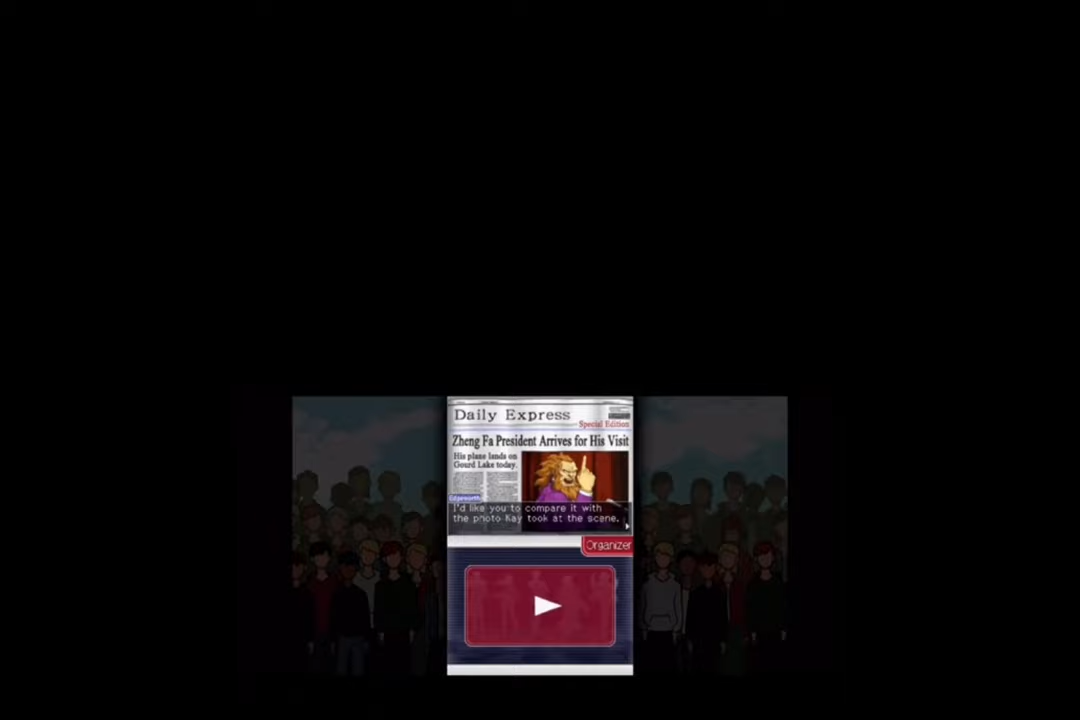 Daily Express
Special Edition
Zheng Fa President Arrives for His Visit
His plane lands on
Gourd Lake today.
Edgeworth
I'd like you to compare it with
the photo Kay took at the scene.
Organizer